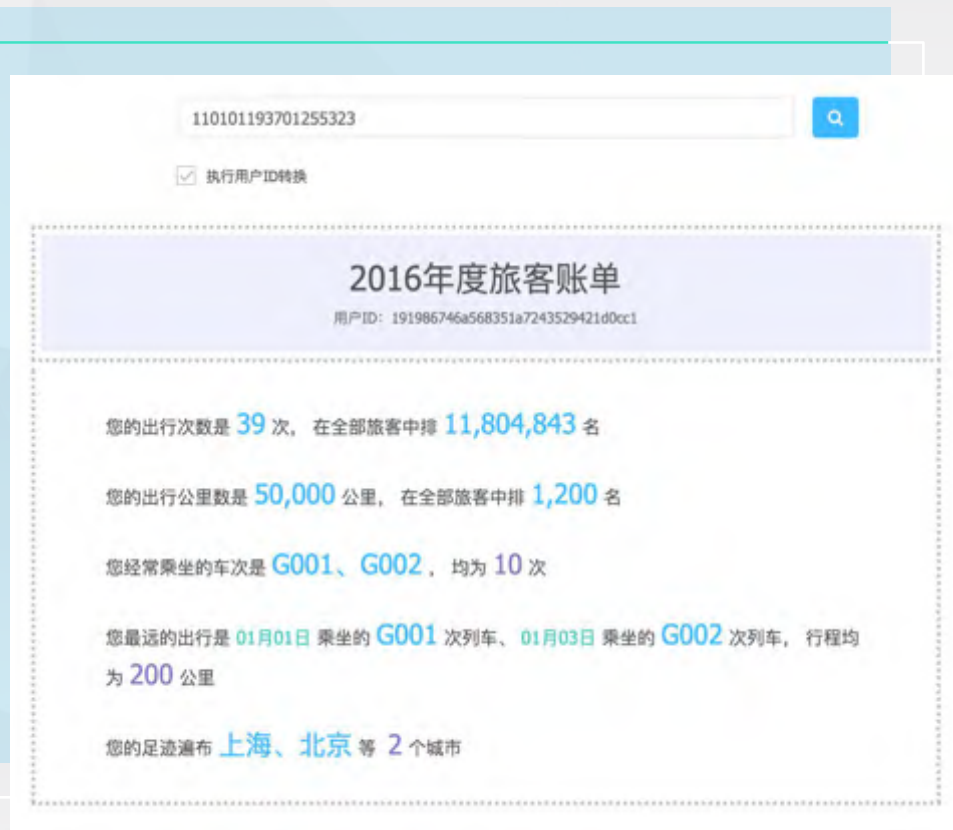 110101193701255323
执行用户ID转换
2016年度旅客账单
用户ID：191986746a568351a7243529421d0cc1
您的出行次数是 39 次， 在全部旅客中排 11,804,843 名
您的出行公里数是 50,000 公里， 在全部旅客中排 1,200 名
您经常乘坐的车次是 G001、G002 ， 均为 10 次
您最远的出行是 01月01日 乘坐的 G001 次列车、 01月03日 乘坐的 G002 次列车， 行程均
为 200 公里
您的足迹遍布 上海、北京 等 2 个城市